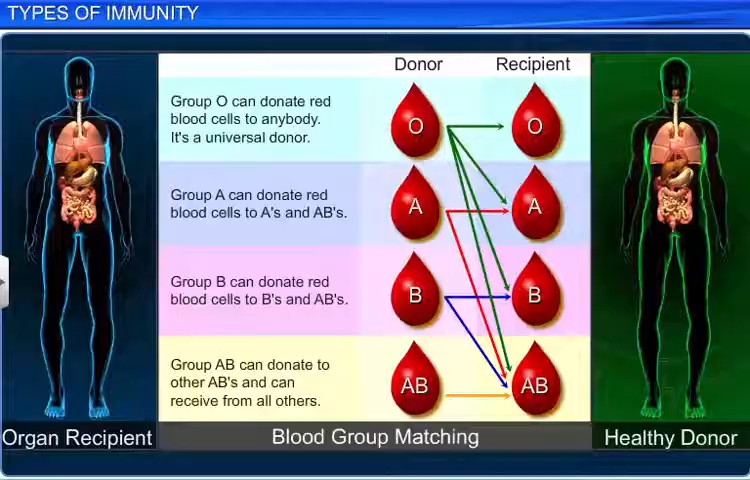 TYPES OF IMMUNITY
Donor
Recipient
Group O can donate red
blood cells to anybody.
It's a universal donor.
O
O
Group A can donate red
blood cells to A's and AB's.
A
A
Group B can donate red
blood cells to B's and AB's.
B
B
Group AB can donate to
other AB's and can
receive from all others.
AB
AB
Organ Recipient
Blood Group Matching
Healthy Donor